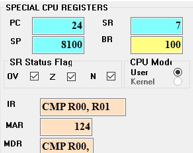 SPECIAL CPU REGISTERS
PC 24 SR 7
SP 8100 BR 100
SR Status Flag CPU Mode
OV Z N User
Kernel
IR CMP R00, R01
MAR 124
MDR CMP R00,